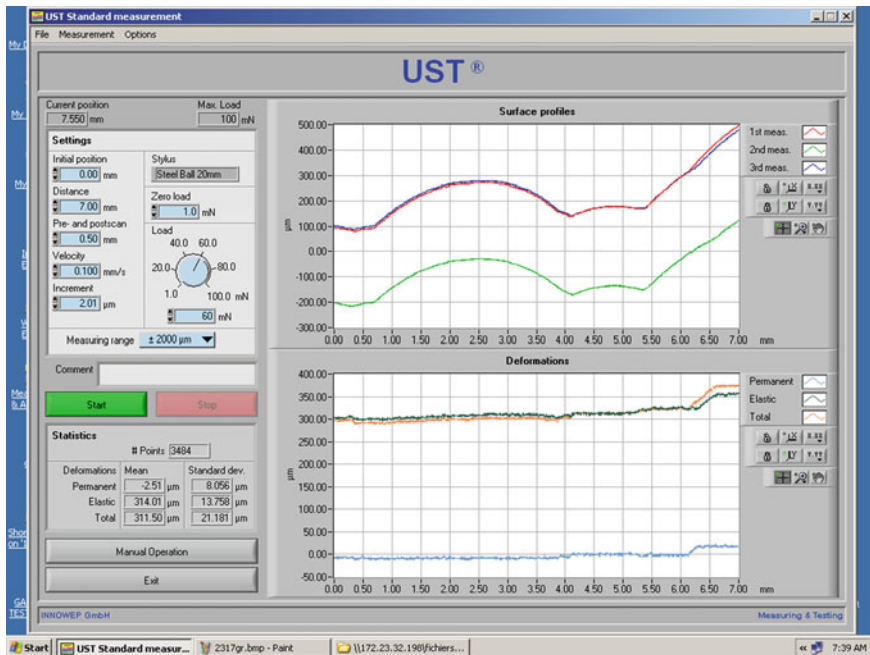 UST Standard measurement
File Measurement Options
UST ®
Current position
7.550 mm
Max. Load
100 mN
Settings
Initial position
0.00 mm
Distance
7.00 mm
Pre- and postscan
0.50 mm
Velocity
0.100 mm/s
Increment
2.01 µm
Stylus
Steel Ball 20mm
Zero load
1.0 mN
Load
40.0 60.0
20.0 80.0
1.0 100.0 mN
60 mN
Measuring range ± 2000 µm
Comment
Start Stop
Statistics
# Points 3484
Deformations Mean Standard dev.
Permanent -2.51 µm 8.056 µm
Elastic 314.01 µm 13.758 µm
Total 311.50 µm 21.181 µm
Manual Operation
Exit
Surface profiles
500.00
400.00
300.00
200.00
100.00
0.00
-100.00
-200.00
-300.00
µm
0.00 0.50 1.00 1.50 2.00 2.50 3.00 3.50 4.00 4.50 5.00 5.50 6.00 6.50 7.00 mm
1st meas.
2nd meas.
3rd meas.
Deformations
400.00
350.00
300.00
250.00
200.00
150.00
100.00
50.00
0.00
-50.00
µm
0.00 0.50 1.00 1.50 2.00 2.50 3.00 3.50 4.00 4.50 5.00 5.50 6.00 6.50 7.00 mm
Permanent
Elastic
Total
INNOWEP GmbH Measuring & Testing
Start UST Standard measur... 2317gr.bmp - Paint \\172.23.32.198\fichiers... 7:39 AM